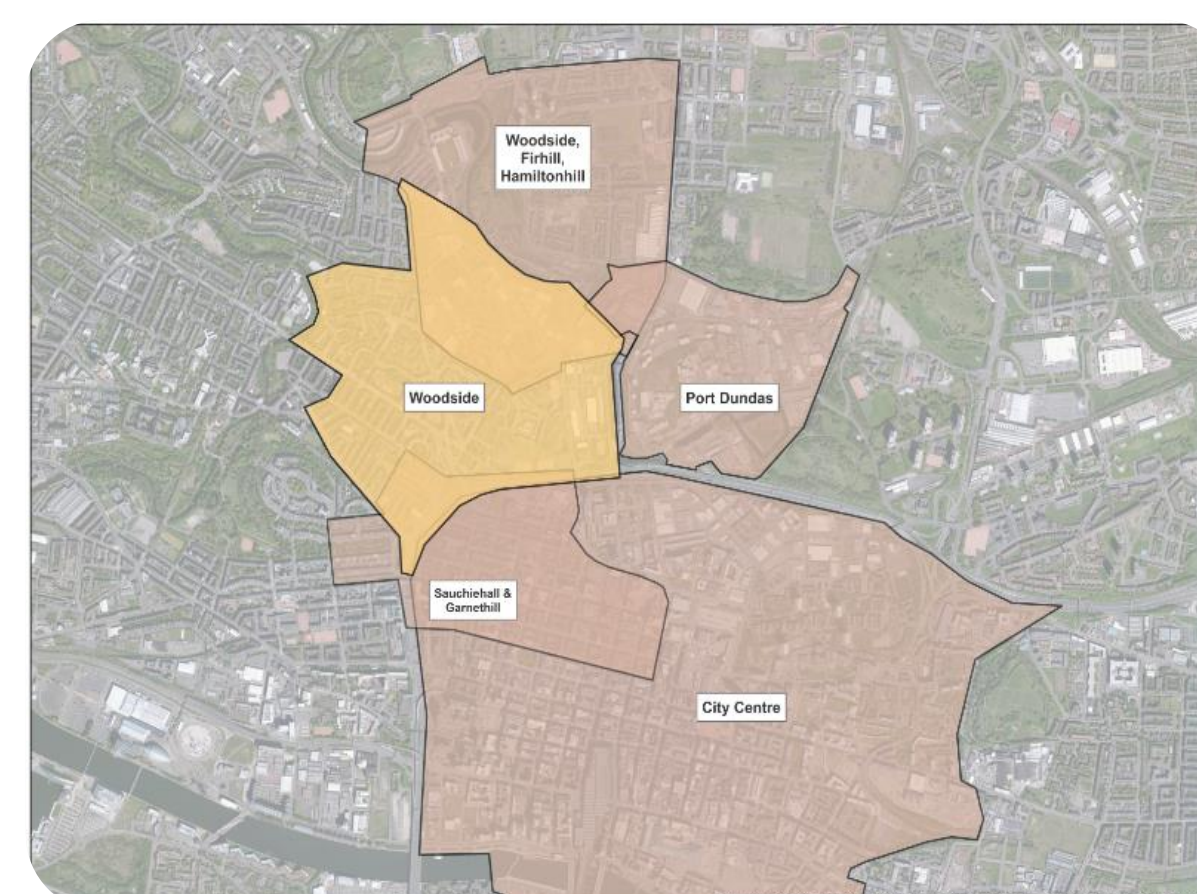 Woodside,
Firhill,
Hamiltonhill
Woodside
Port Dundas
Sauchiehall &
Garnethill
City Centre